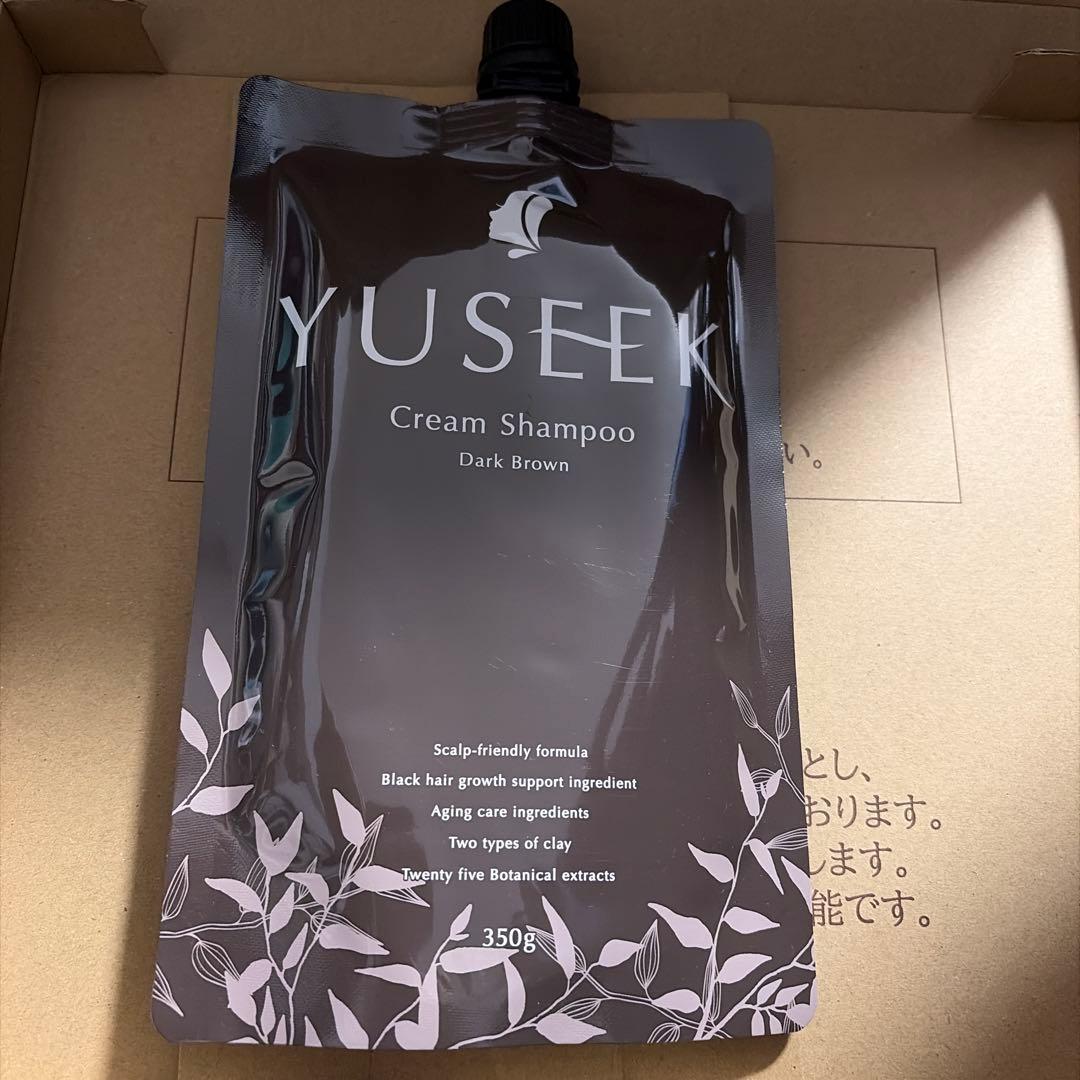 YUSEEK
Cream Shampoo
Dark Brown
い。
Scalp-friendly formula
Black hair growth support ingredient
Aging care ingredients
Two types of clay
Twenty five Botanical extracts
350g
とし、
おります。
します。
能です。